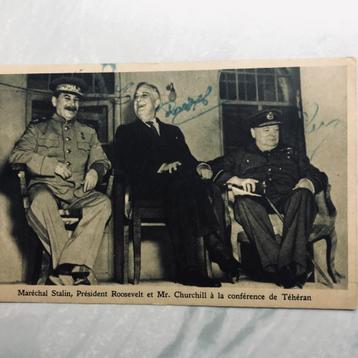 Maréchal Stalin, Président Roosevelt et Mr. Churchill à la conférence de Téhéran